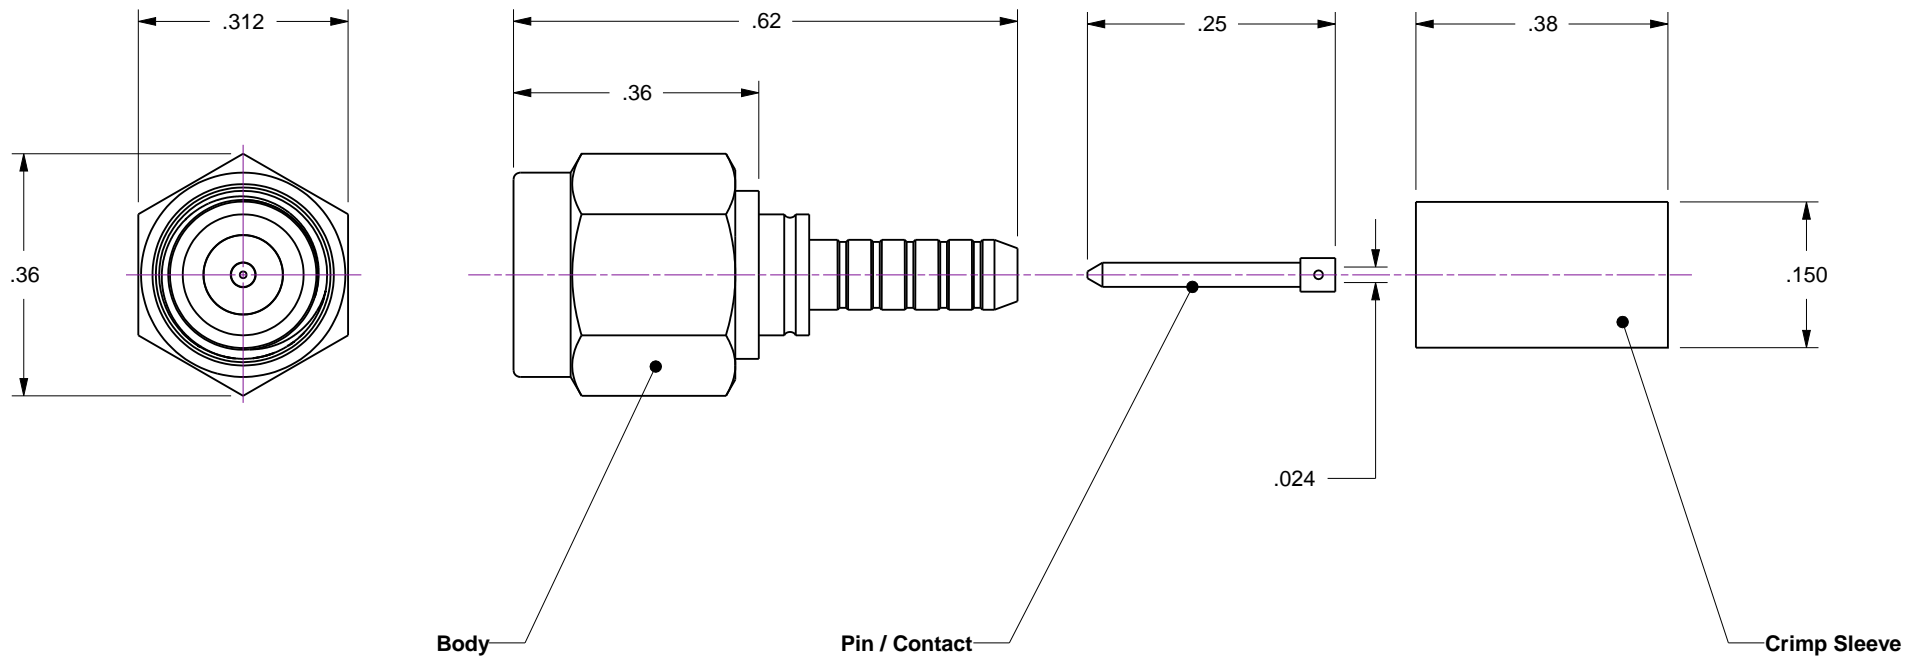 .312
.62
.25
.38
.36
.36
.150
.024
Body
Pin / Contact
Crimp Sleeve